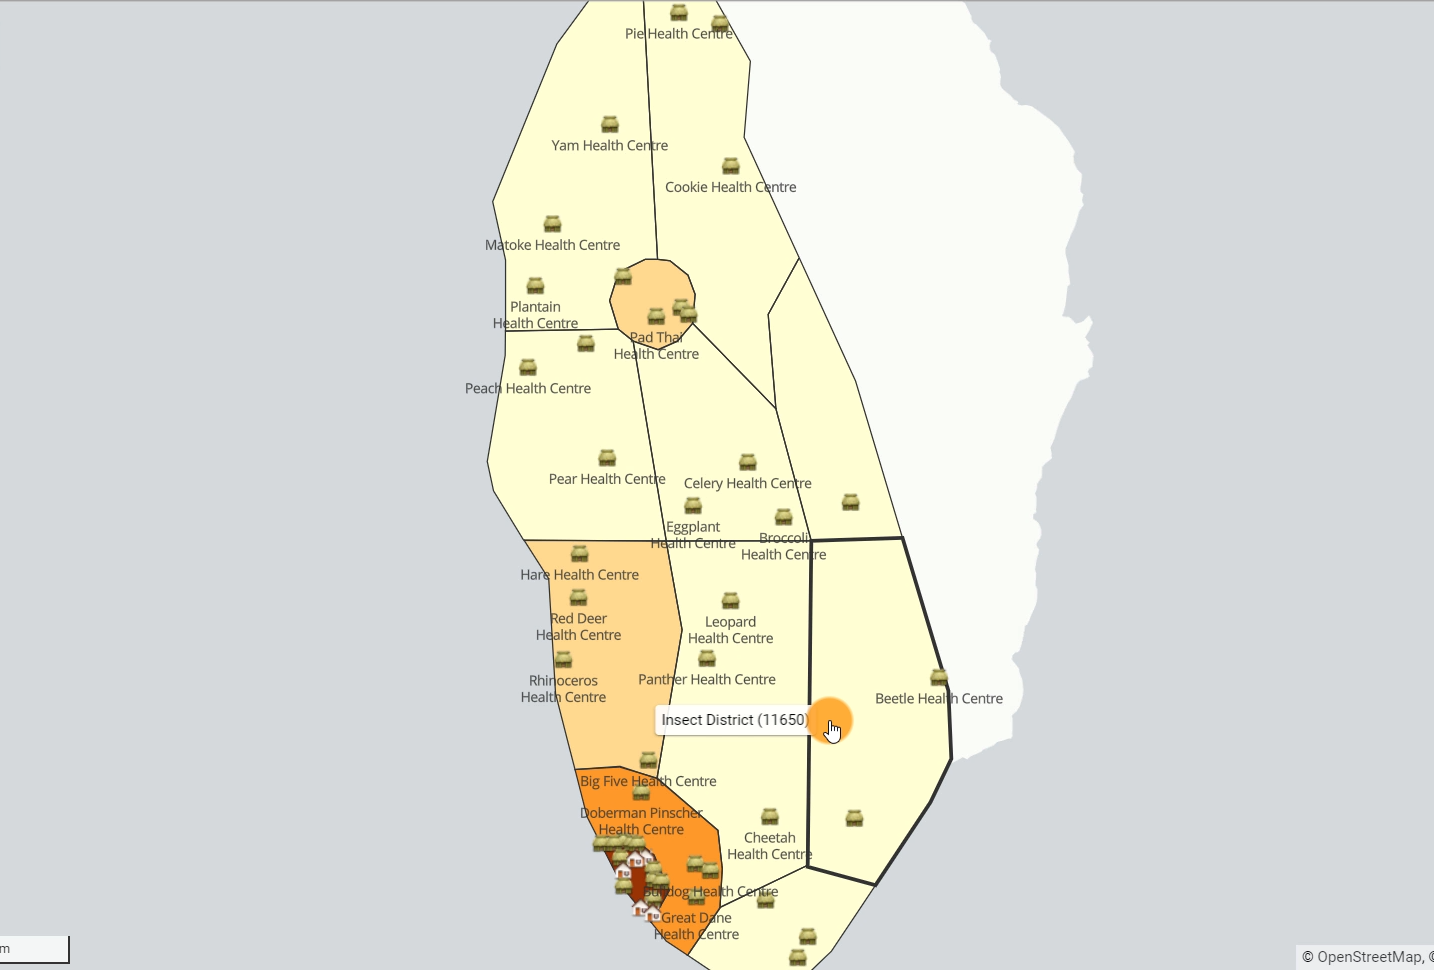 Pie Health Centre
Yam Health Centre
Cookie Health Centre
Matoke Health Centre
Plantain
Health Centre
Pad Thai
Health Centre
Peach Health Centre
Pear Health Centre
Celery Health Centre
Eggplant
Health Centre
Broccoli
Health Centre
Hare Health Centre
Red Deer
Health Centre
Leopard
Health Centre
Rhinoceros
Health Centre
Panther Health Centre
Beetle Health Centre
Insect District (11650)
Big Five Health Centre
Doberman Pinscher
Health Centre
Cheetah
Health Centre
Bulldog Health Centre
Great Dane
Health Centre
m
© OpenStreetMap, ©